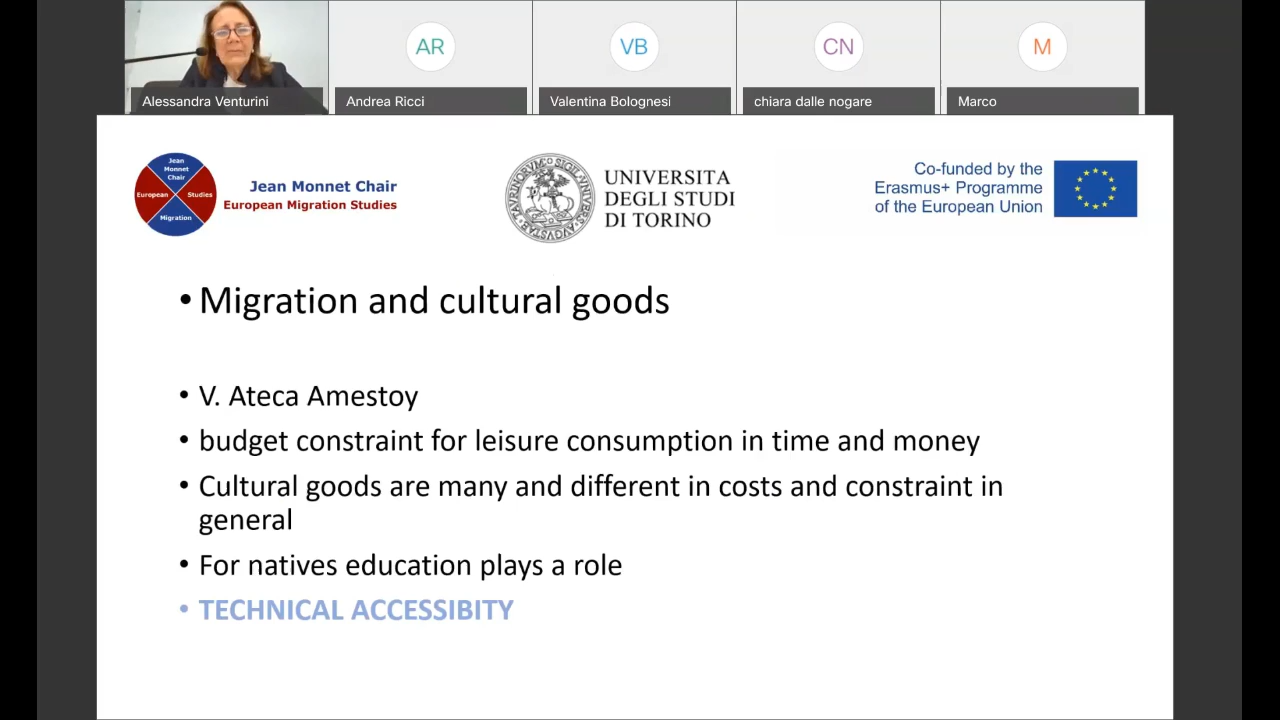 AR
VB
CN
M
Alessandra Venturini
Andrea Ricci
Valentina Bolognesi
chiara dalle nogare
Marco
Jean
Monnet
Chair
European
Studies
Migration
Jean Monnet Chair
European Migration Studies
UNIVERSITA
DEGLI STUDI
DI TORINO
Co-funded by the
Erasmus+ Programme
of the European Union
• Migration and cultural goods
• V. Ateca Amestoy
• budget constraint for leisure consumption in time and money
• Cultural goods are many and different in costs and constraint in
general
• For natives education plays a role
• TECHNICAL ACCESSIBITY